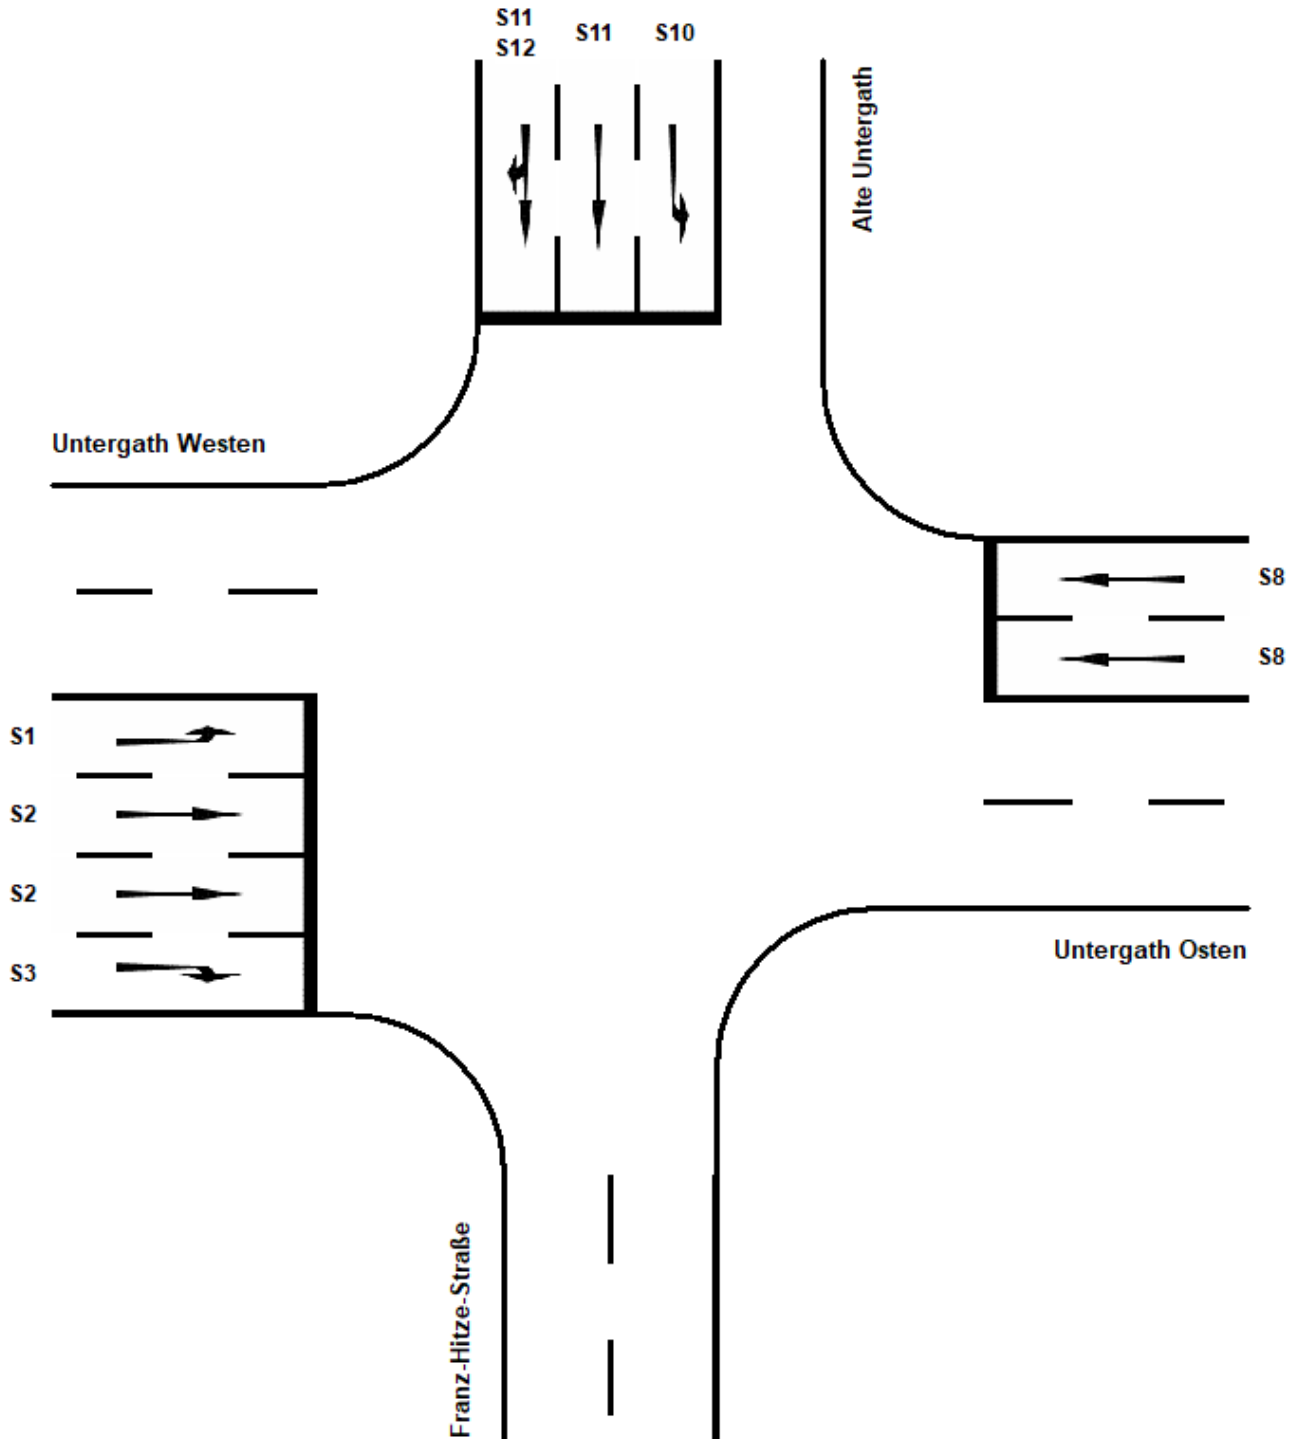 S11 S11 S10
S12
Alte Untergath
Untergath Westen
S8
S8
S1
S2
S2
S3
Untergath Osten
Franz-Hitze-Straße